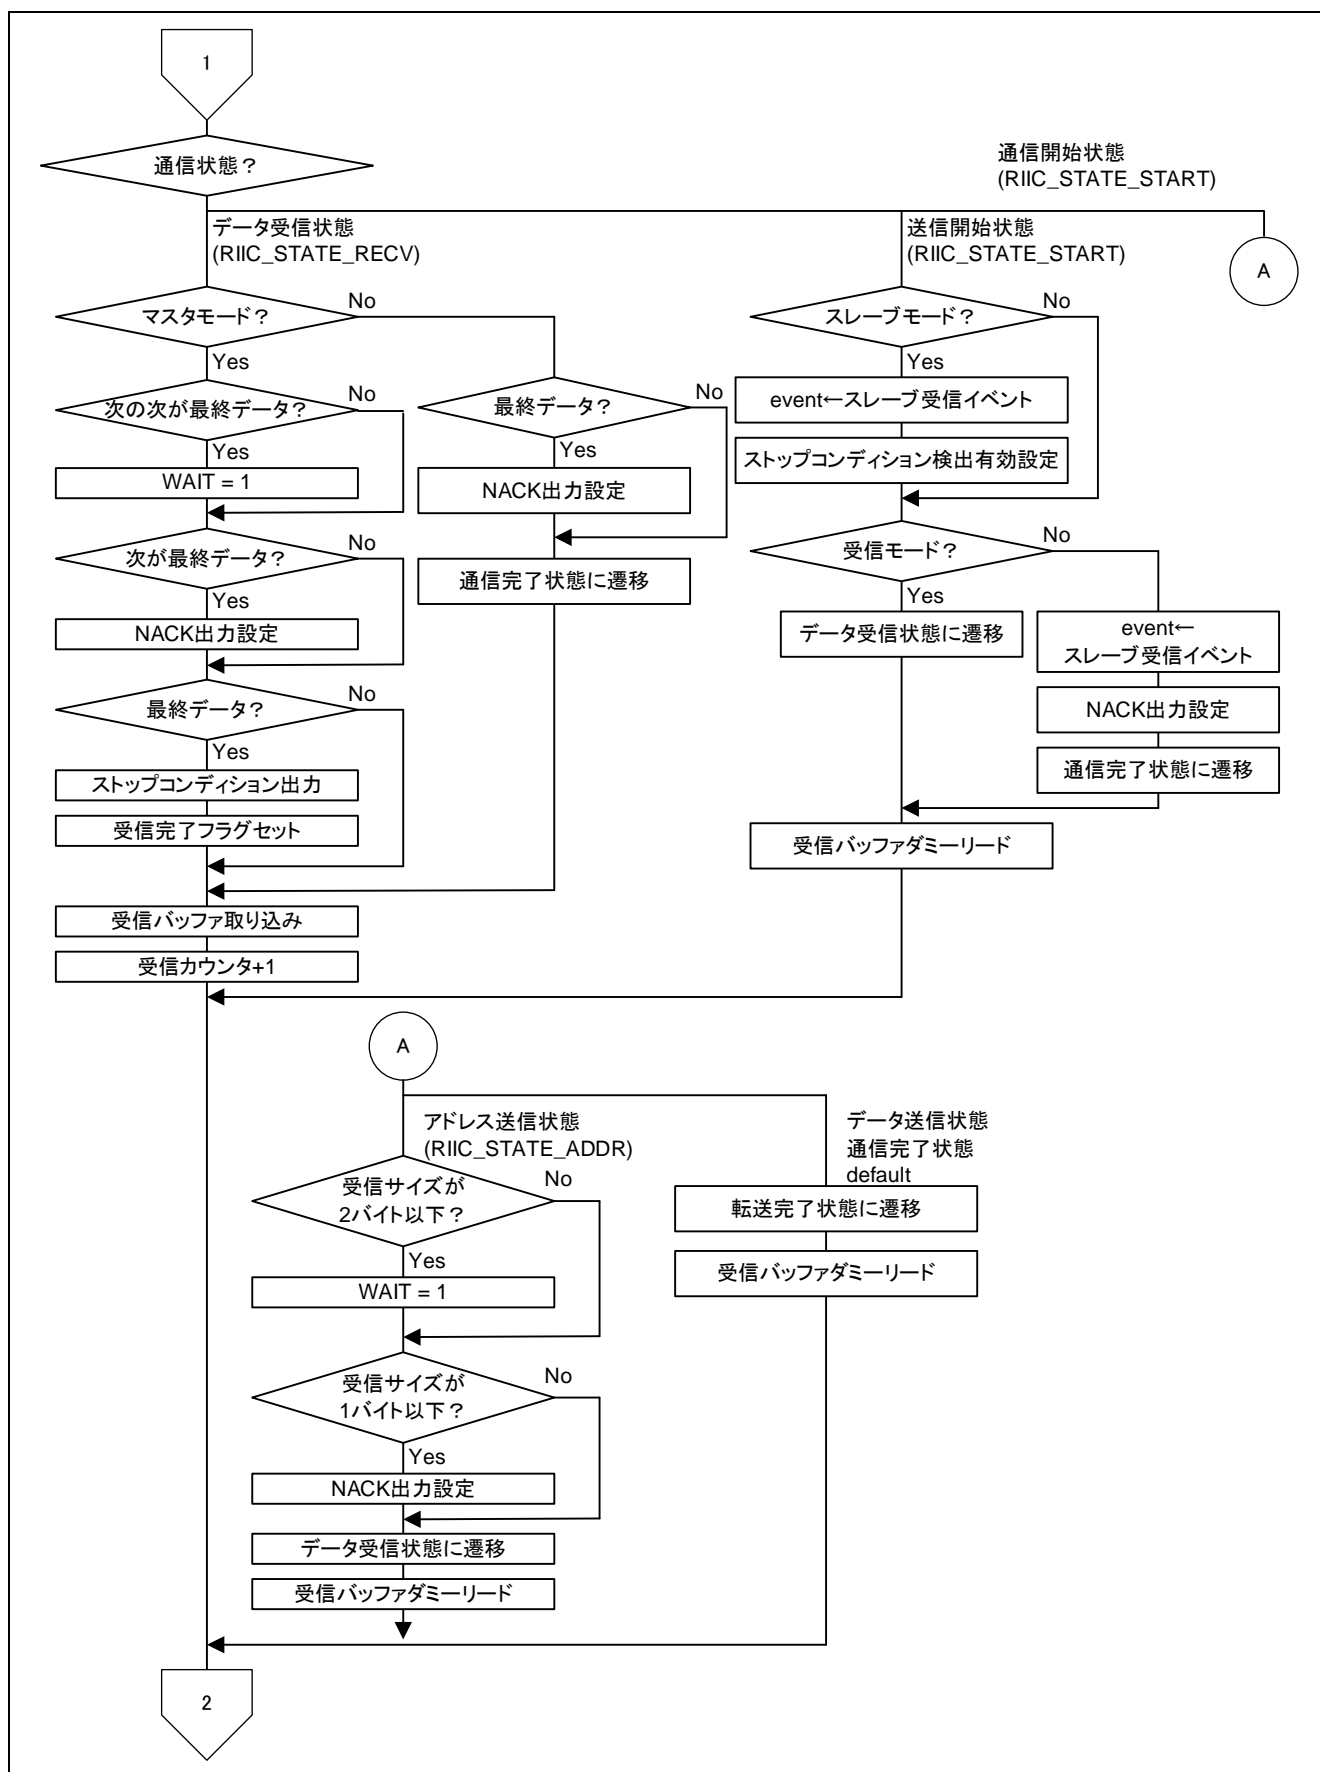 1
通信状態？
通信開始状態
(RIIC_STATE_START)
データ受信状態
(RIIC_STATE_RECV)
送信開始状態
(RIIC_STATE_START)
A
マスタモード？
No
Yes
次の次が最終データ？
No
Yes
WAIT = 1
次が最終データ？
No
Yes
NACK出力設定
最終データ？
No
Yes
ストップコンディション出力
受信完了フラグセット
受信バッファ取り込み
受信カウンタ+1
最終データ？
No
Yes
NACK出力設定
通信完了状態に遷移
スレーブモード？
No
Yes
event←スレーブ受信イベント
ストップコンディション検出有効設定
受信モード？
No
Yes
データ受信状態に遷移
event←
スレーブ受信イベント
NACK出力設定
通信完了状態に遷移
受信バッファダミーリード
A
アドレス送信状態
(RIIC_STATE_ADDR)
受信サイズが
2バイト以下？
No
Yes
WAIT = 1
受信サイズが
1バイト以下？
No
Yes
NACK出力設定
データ受信状態に遷移
受信バッファダミーリード
データ送信状態
通信完了状態
default
転送完了状態に遷移
受信バッファダミーリード
2